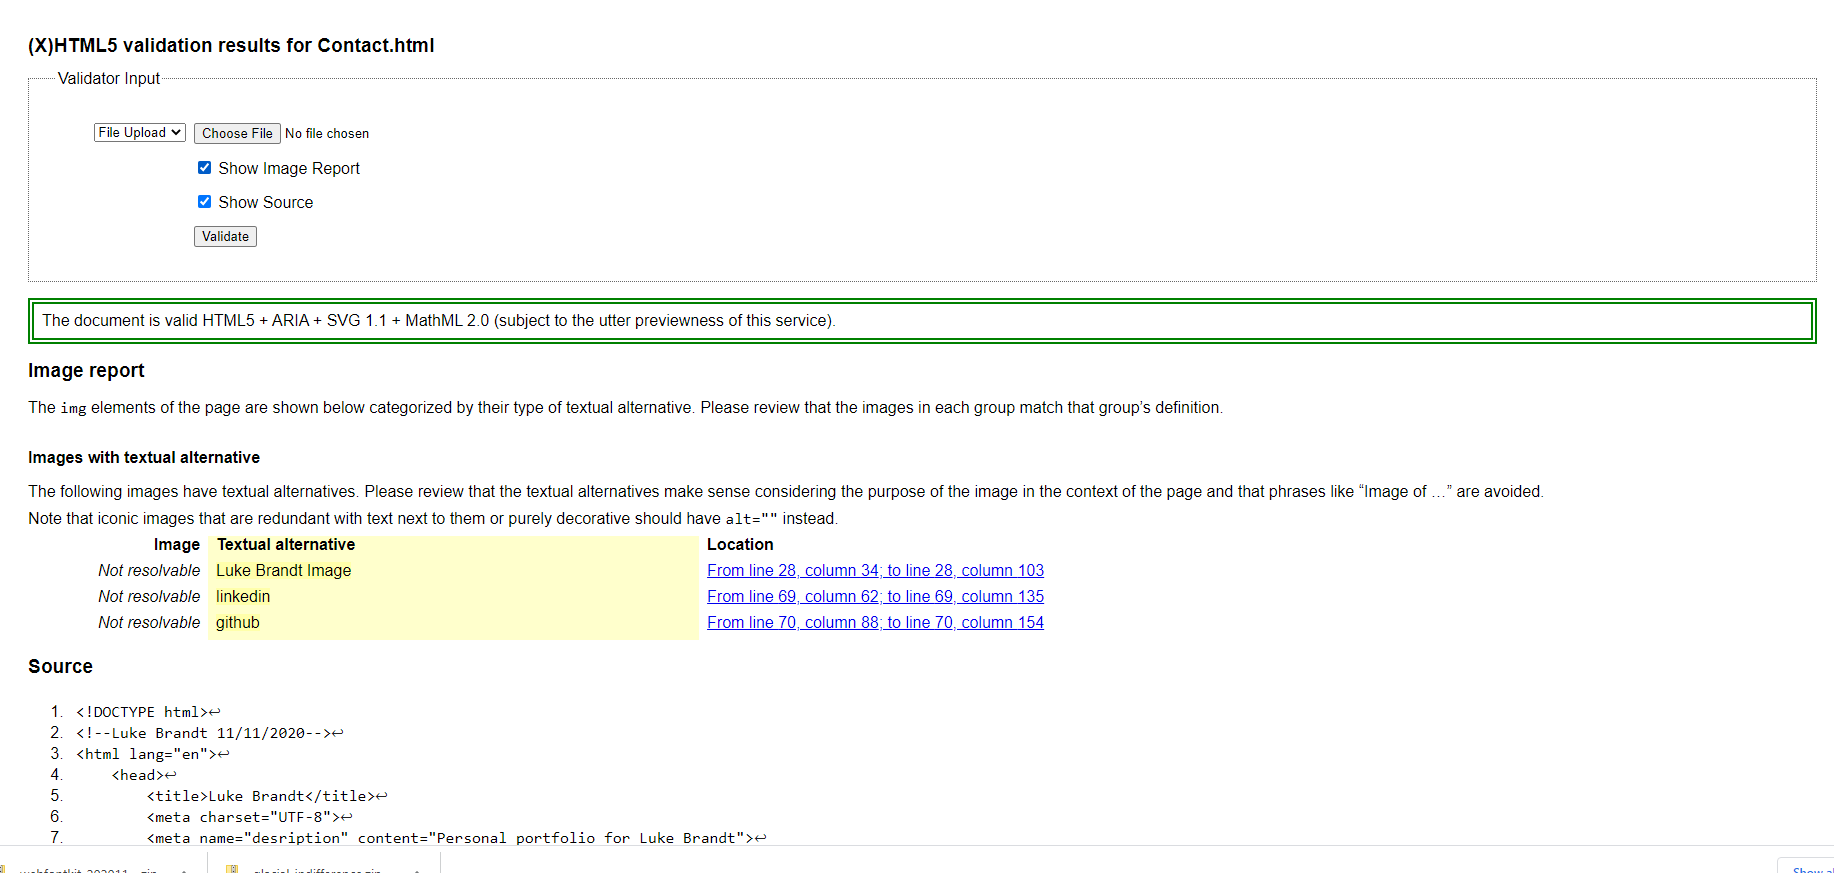 (X)HTML5 validation results for Contact.html
Validator Input
File Upload Choose File No file chosen
Show Image Report
Show Source
Validate
The document is valid HTML5 + ARIA + SVG 1.1 + MathML 2.0 (subject to the utter previewness of this service).
Image report
The img elements of the page are shown below categorized by their type of textual alternative. Please review that the images in each group match that group’s definition.
Images with textual alternative
The following images have textual alternatives. Please review that the textual alternatives make sense considering the purpose of the image in the context of the page and that phrases like “Image of …” are avoided.
Note that iconic images that are redundant with text next to them or purely decorative should have alt="" instead.
Image Textual alternative Location
Not resolvable Luke Brandt Image From line 28, column 34; to line 28, column 103
Not resolvable linkedin From line 69, column 62; to line 69, column 135
Not resolvable github From line 70, column 88; to line 70, column 154
Source
1. <!DOCTYPE html>↩
2. <!--Luke Brandt 11/11/2020-->↩
3. <html lang="en">↩
4. <head>↩
5. <title>Luke Brandt</title>↩
6. <meta charset="UTF-8">↩
7. <meta name="desription" content="Personal portfolio for Luke Brandt">↩